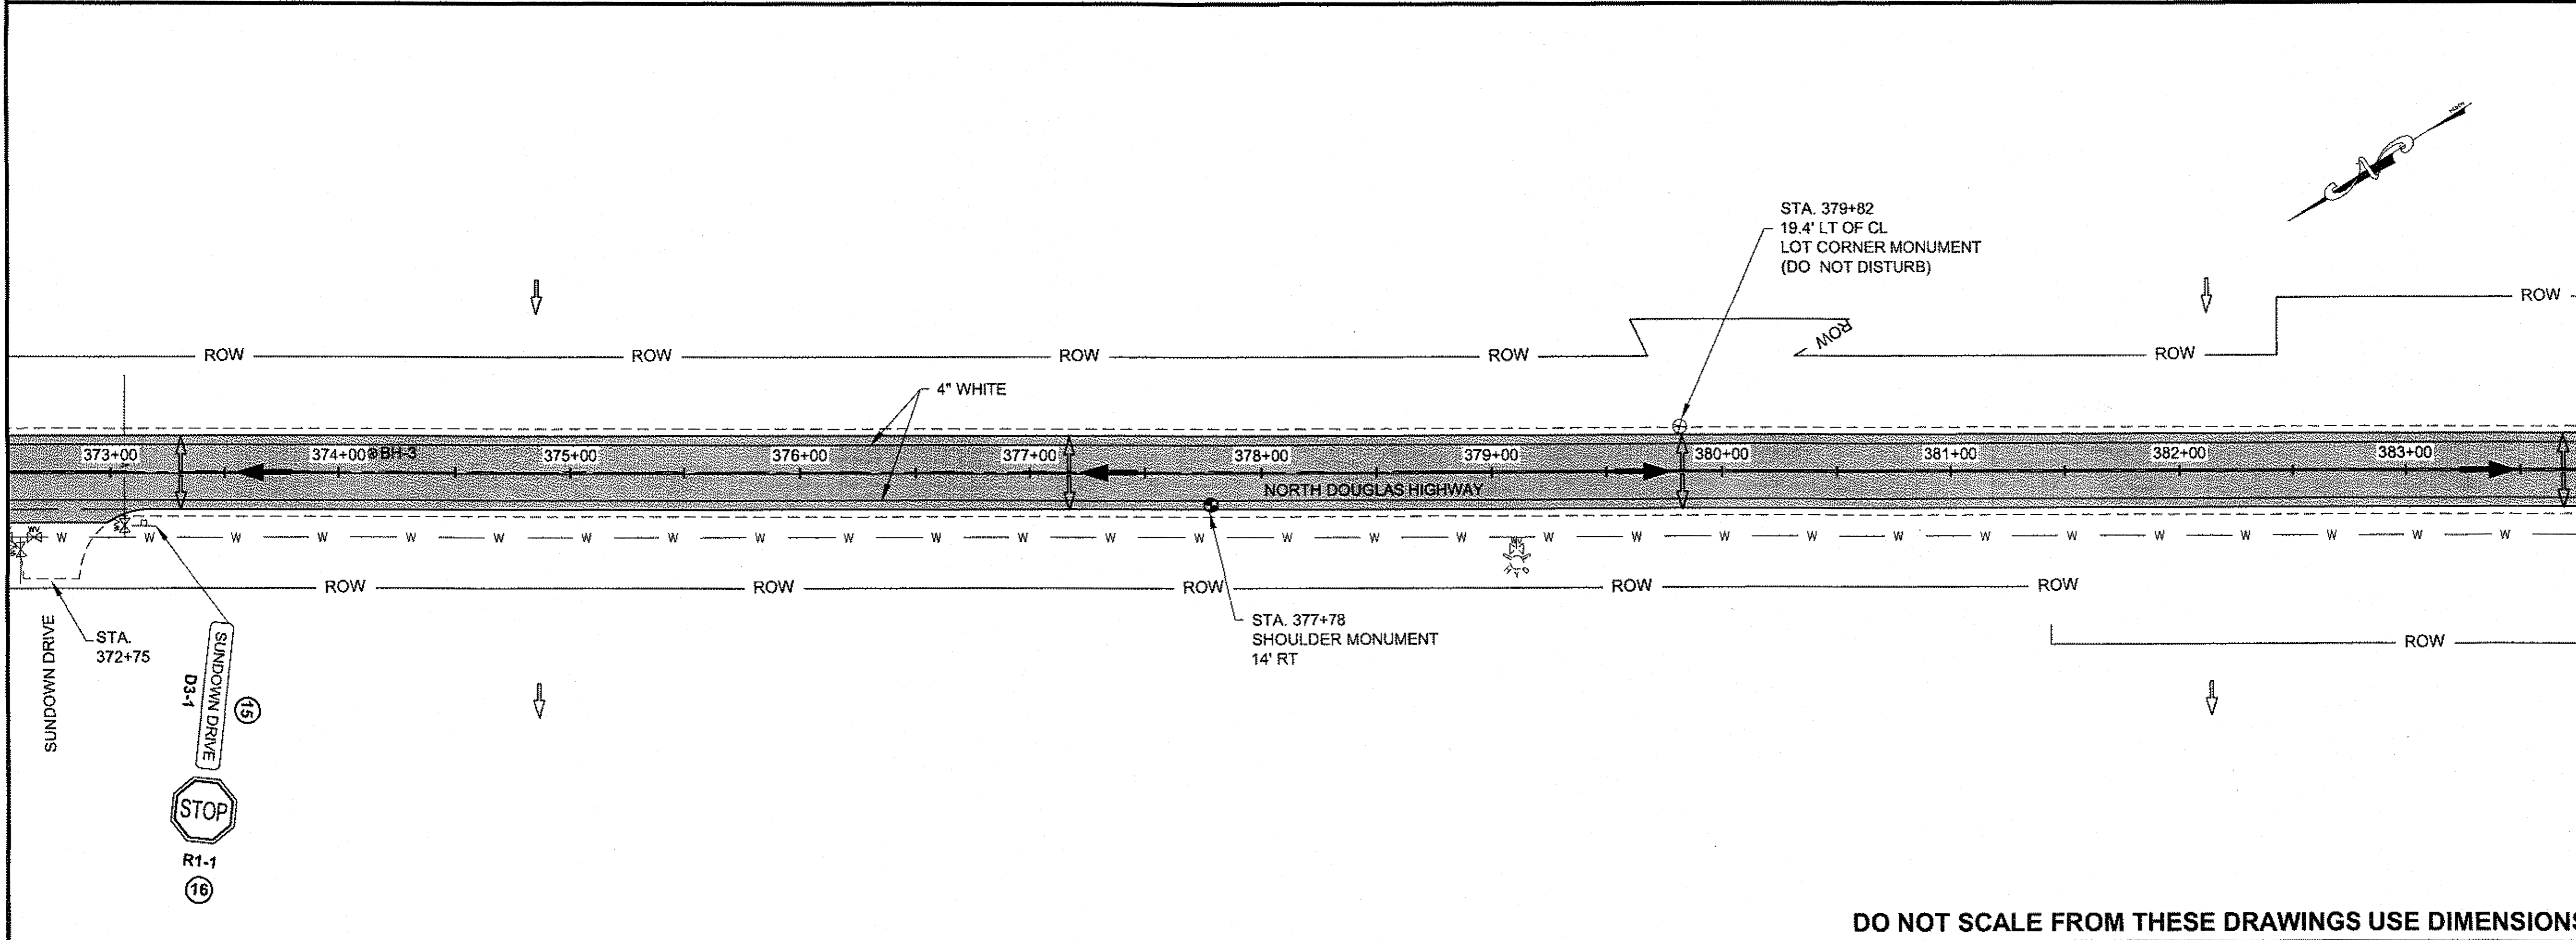 STA. 379+82
19.4' LT OF CL
LOT CORNER MONUMENT
(DO NOT DISTURB)
ROW
ROW
ROW
ROW
ROW
ROW
ROW
ROW
4" WHITE
373+00
374+00
BH-3
375+00
376+00
377+00
378+00
379+00
380+00
381+00
382+00
383+00
NORTH DOUGLAS HIGHWAY
WV W W W W W W W W W W W W W W W W W WV W W W W W W W W W W W W
ROW
ROW
ROW
ROW
ROW
ROW
SUNDOWN DRIVE
STA.
372+75
SUNDOWN DRIVE
D3-1
15
STOP
R1-1
16
STA. 377+78
SHOULDER MONUMENT
14' RT
DO NOT SCALE FROM THESE DRAWINGS USE DIMENSIONS